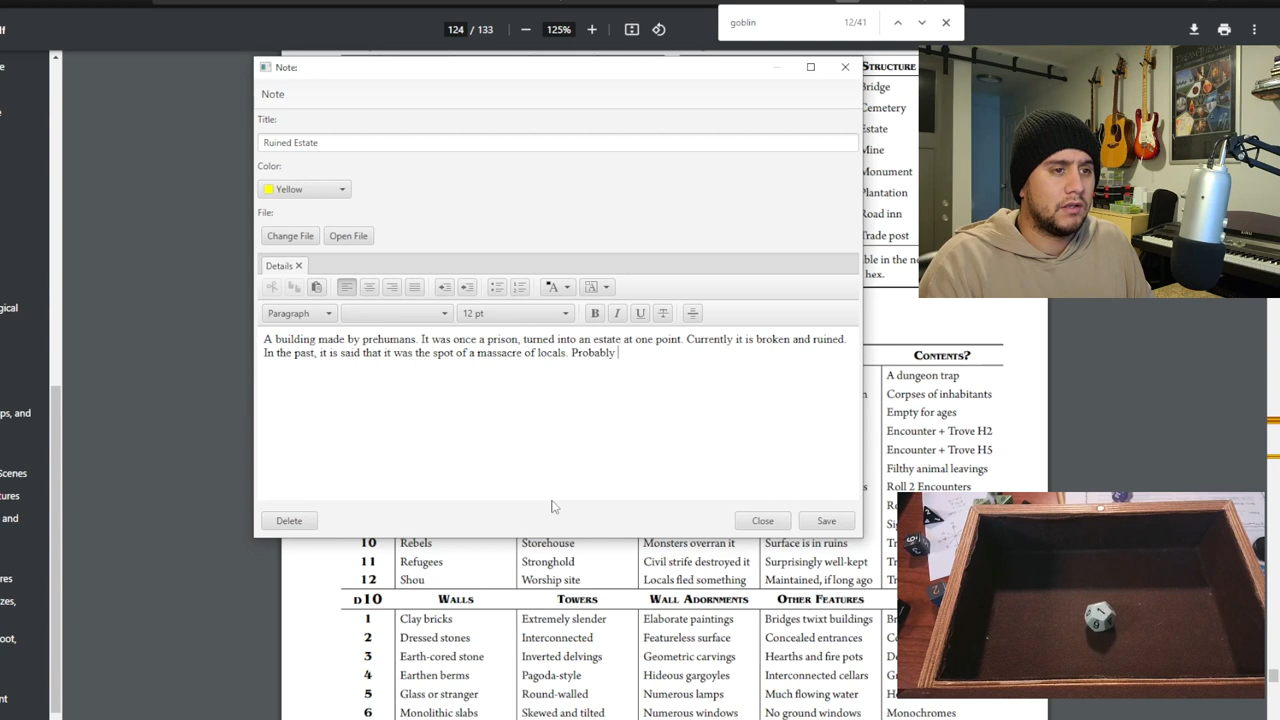 lf
124 / 133
125%
goblin
12/41
Note:
Note
Title:
Ruined Estate
Color:
Yellow
File:
Change File
Open File
Details
Paragraph
12 pt
A
A
B I U T
A building made by prehumans. It was once a prison, turned into an estate at one point. Currently it is broken and ruined.
In the past, it is said that it was the spot of a massacre of locals. Probably
Delete
Close
Save
STRUCTURE
Bridge
Cemetery
Estate
Mine
Monument
Plantation
Road inn
Trade post
hex.
CONTENTS?
A dungeon trap
Corpses of inhabitants
Empty for ages
Encounter + Trove H2
Encounter + Trove H5
Filthy animal leavings
Roll 2 Encounters
10 Rebels Storehouse Monsters overran it Surface is in ruins
11 Refugees Stronghold Civil strife destroyed it Surprisingly well-kept
12 Shou Worship site Locals fled something Maintained, if long ago
D10 WALLS TOWERS WALL ADORNMENTS OTHER FEATURES
1 Clay bricks Extremely slender Elaborate paintings Bridges twixt buildings
2 Dressed stones Interconnected Featureless surface Concealed entrances
3 Earth-cored stone Inverted delvings Geometric carvings Hearths and fire pots
4 Earthen berms Pagoda-style Hideous gargoyles Interconnected cellars
5 Glass or stranger Round-walled Numerous lamps Much flowing water
6 Monolithic slabs Skewed and tilted Numerous windows No ground windows Monochromes
ps, and
Scenes
and